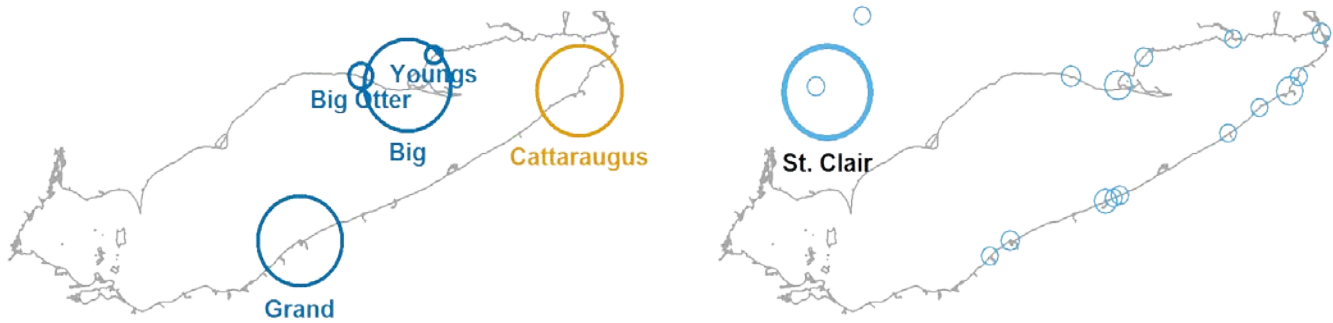 Youngs
Big Otter
Big
Cattaraugus
St. Clair
Grand